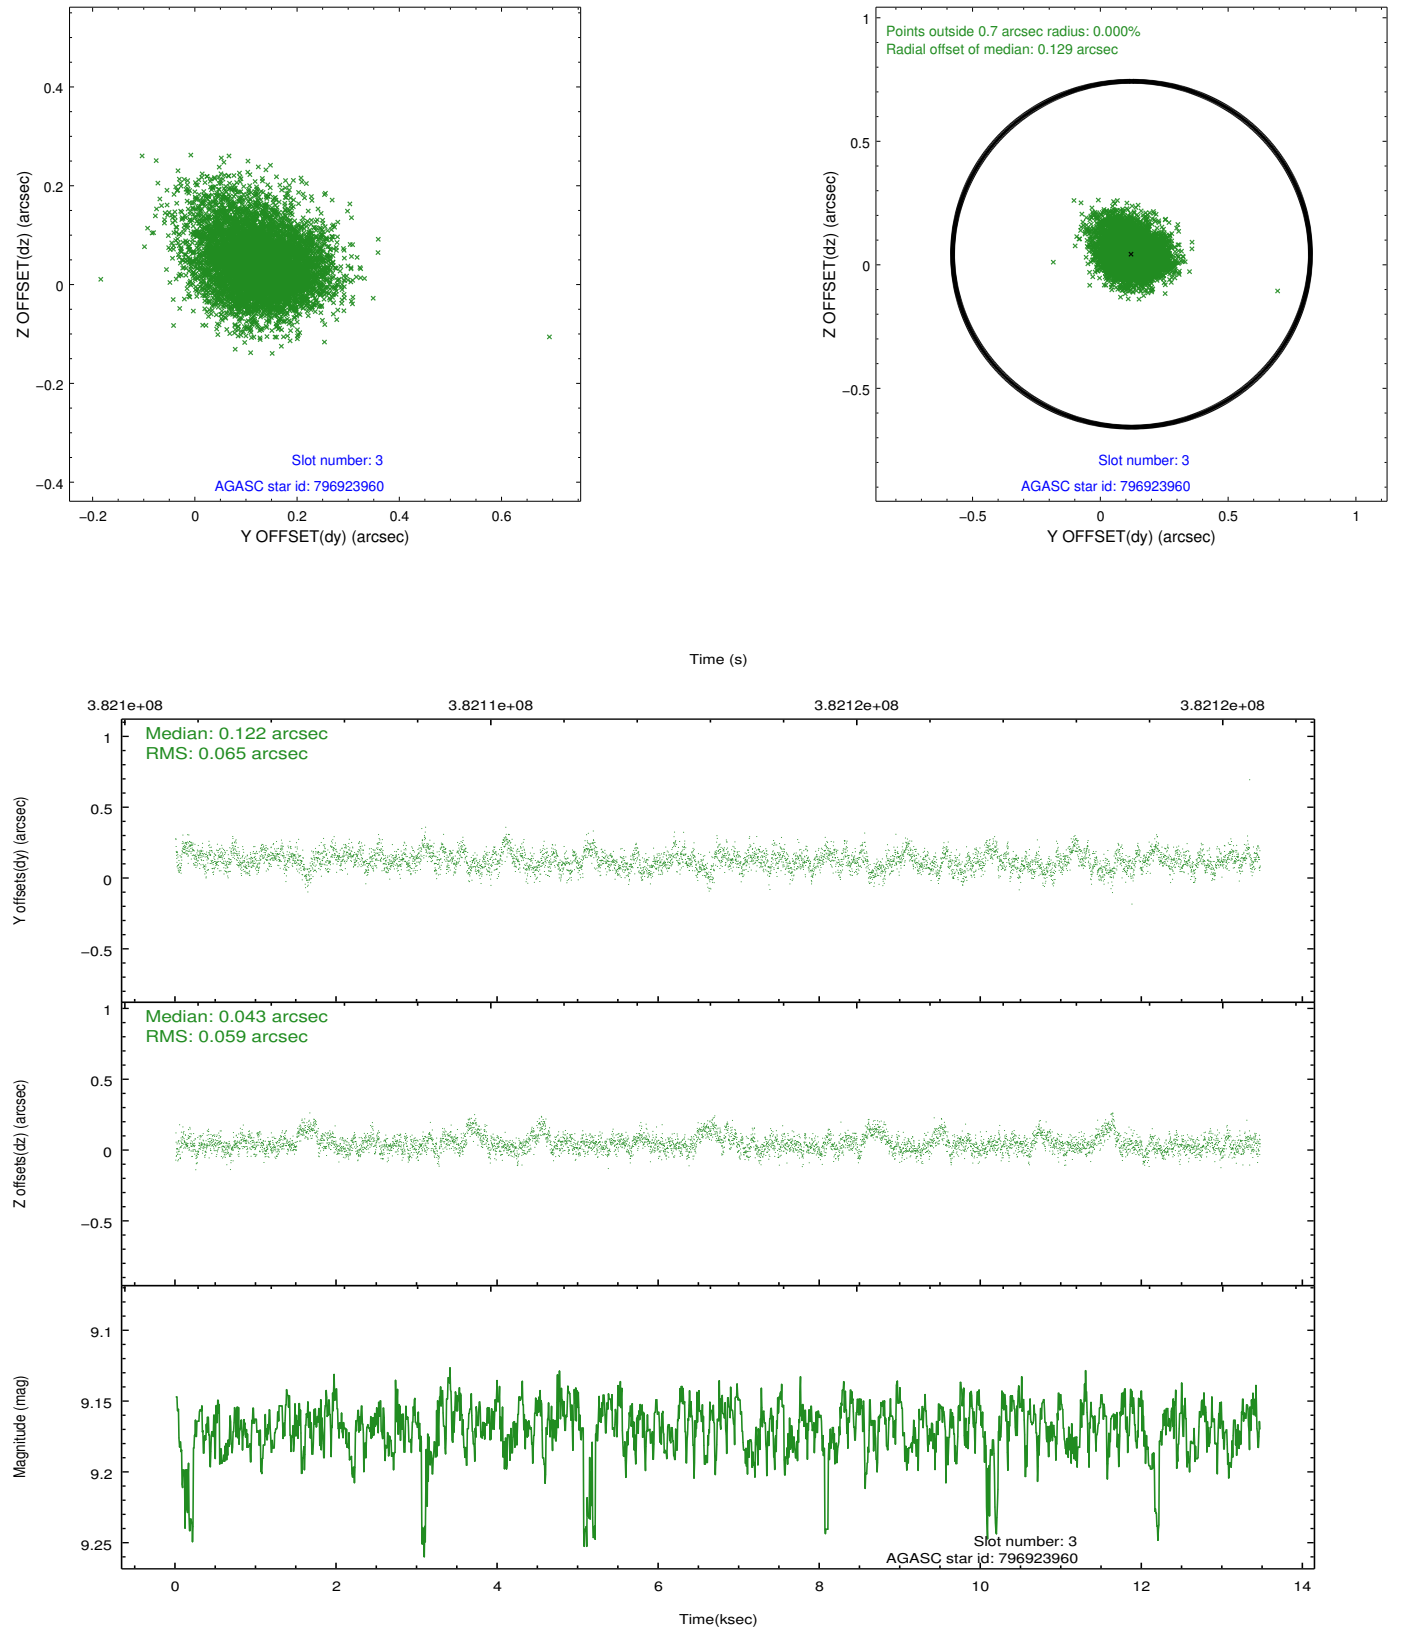 0.4
0.2
0
−0.2
−0.4
Z OFFSET(dz) (arcsec)
Slot number: 3
AGASC star id: 796923960
−0.2 0 0.2 0.4 0.6
Y OFFSET(dy) (arcsec)
Points outside 0.7 arcsec radius: 0.000%
Radial offset of median: 0.129 arcsec
1
0.5
0
−0.5
Z OFFSET(dz) (arcsec)
Slot number: 3
AGASC star id: 796923960
−0.5 0 0.5 1
Y OFFSET(dy) (arcsec)
Time (s)
3.821e+08 3.8211e+08 3.8212e+08 3.8212e+08
Median: 0.122 arcsec
RMS: 0.065 arcsec
1
0.5
0
−0.5
Y offsets(dy) (arcsec)
Median: 0.043 arcsec
RMS: 0.059 arcsec
1
0.5
0
−0.5
Z offsets(dz) (arcsec)
9.1
9.15
9.2
9.25
Magnitude (mag)
Slot number: 3
AGASC star id: 796923960
0 2 4 6 8 10 12 14
Time(ksec)